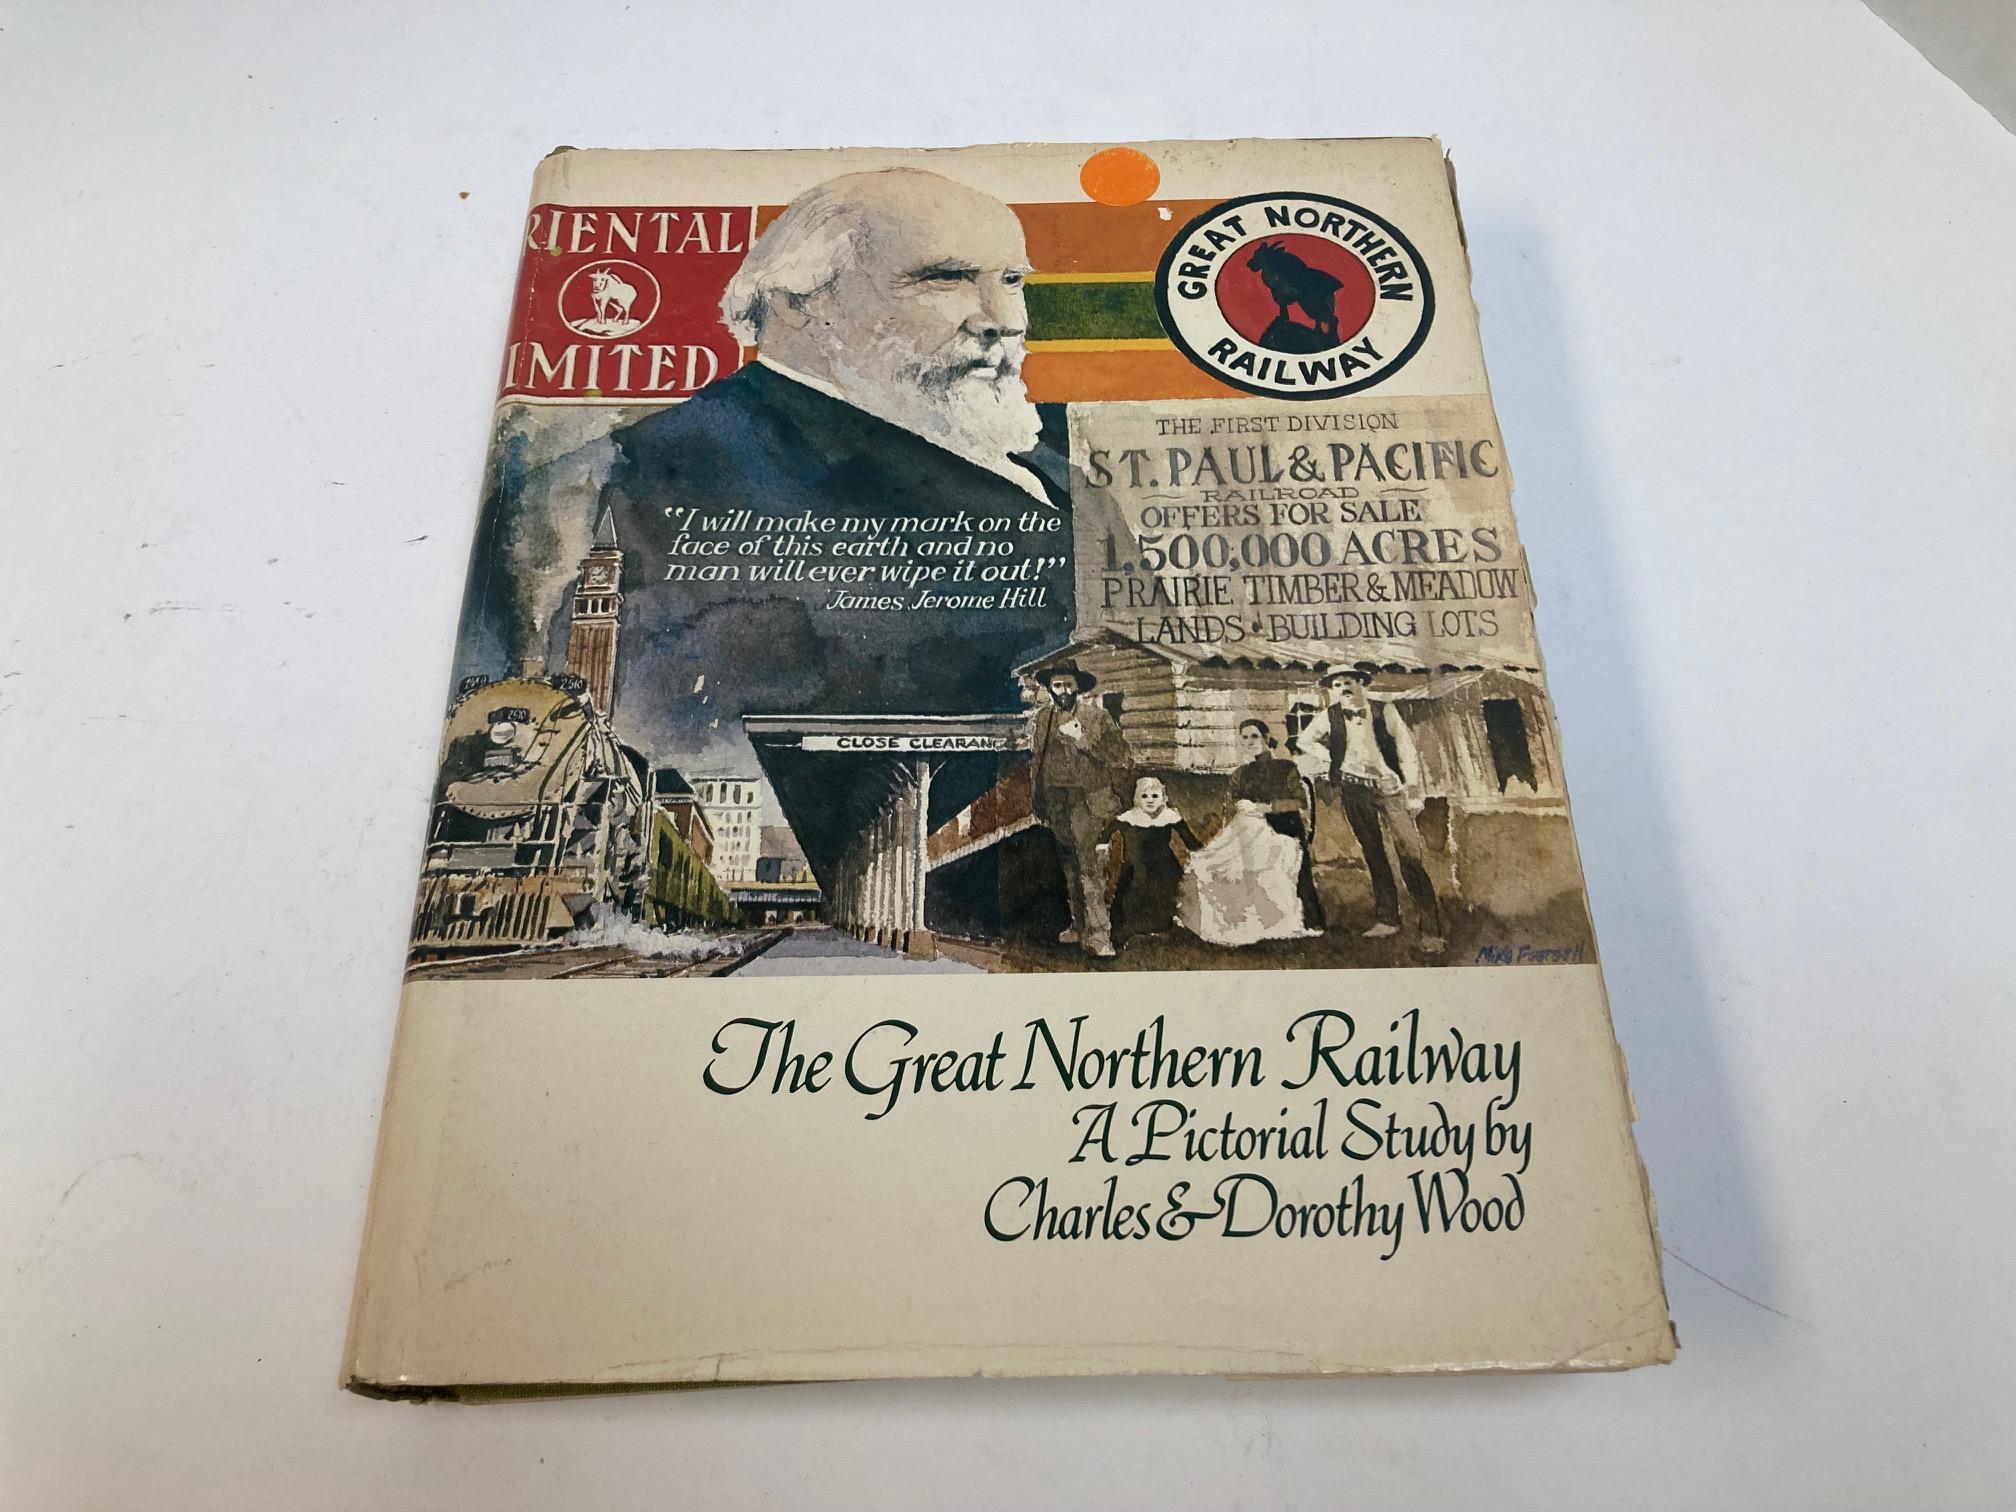 RIENTAL
IMITED
GREAT NORTHERN
RAILWAY
THE FIRST DIVISION
ST. PAUL & PACIFIC
RAILROAD
OFFERS FOR SALE
1,500,000 ACRES
PRAIRIE TIMBER & MEADOW
LANDS • BUILDING LOTS
"I will make my mark on the
face of this earth and no
man will ever wipe it out!"
James Jerome Hill
2510
2510
CLOSE CLEARAN
The Great Northern Railway
A Pictorial Study by
Charles & Dorothy Wood